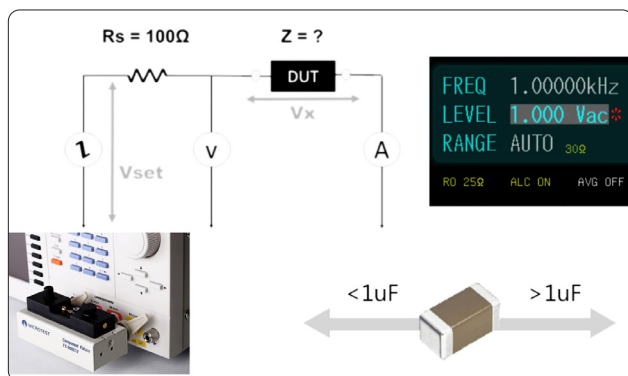 Rs = 100Ω
Z = ?
DUT
Vx
Vset
V
A
FREQ 1.00000kHz
LEVEL 1.000 Vac*
RANGE AUTO 30Ω
RO 25Ω ALC ON AVG OFF
MICROTEST
<1uF
>1uF